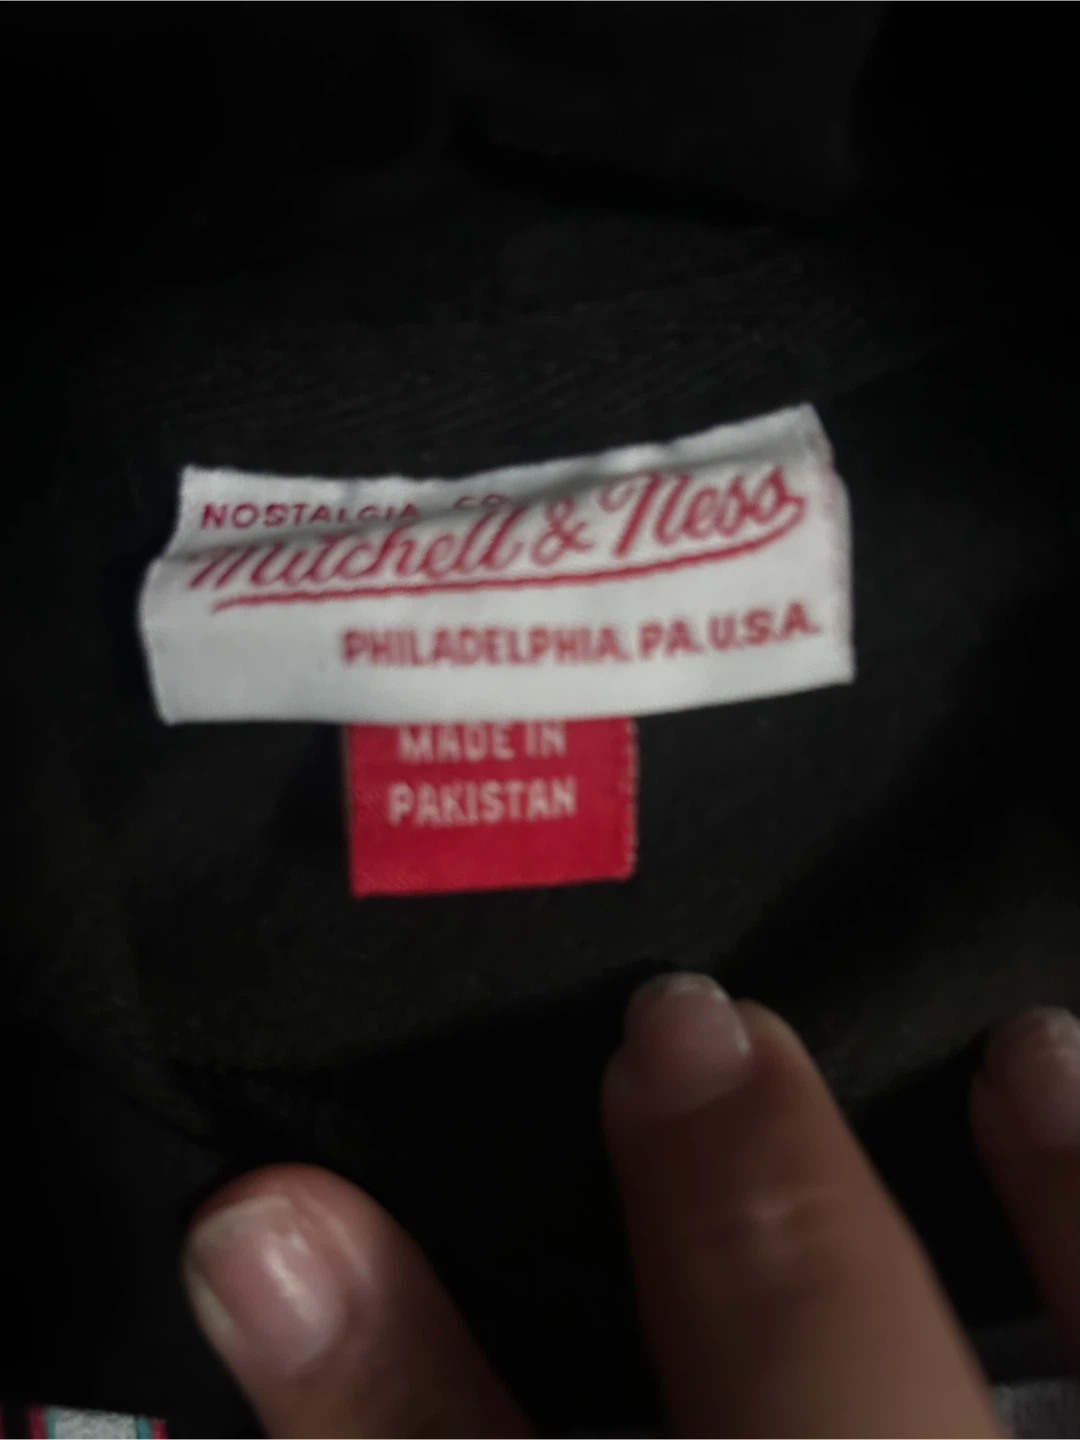 NOSTALGIA CO
Mitchell & Ness
PHILADELPHIA, PA. U.S.A.
MADE IN
PAKISTAN